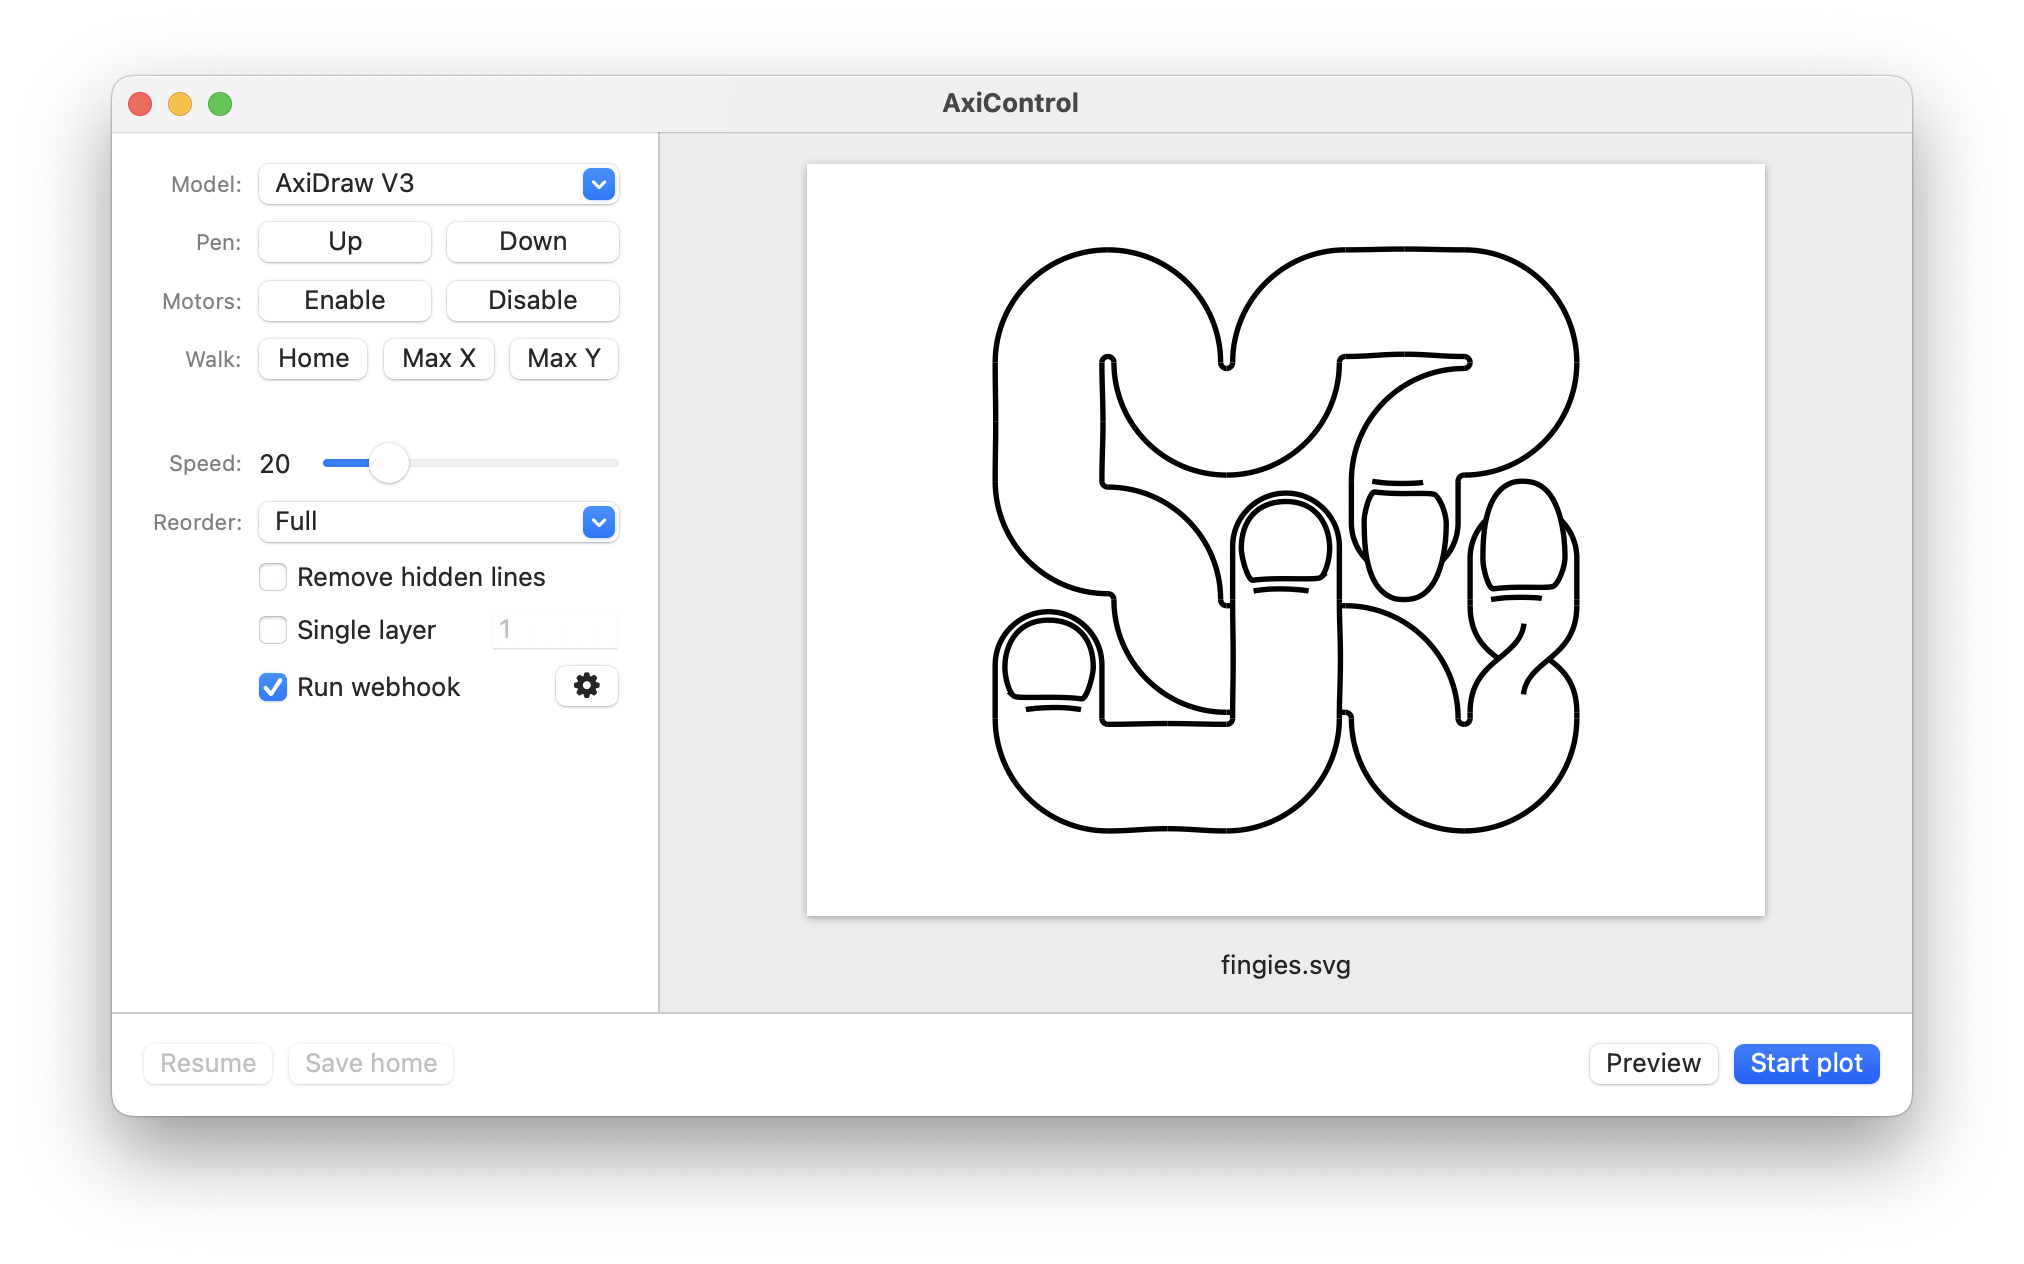 AxiControl
Model: AxiDraw V3
Pen: Up Down
Motors: Enable Disable
Walk: Home Max X Max Y
Speed: 20
Reorder: Full
Remove hidden lines
Single layer 1
Run webhook
fingies.svg
Resume Save home Preview Start plot